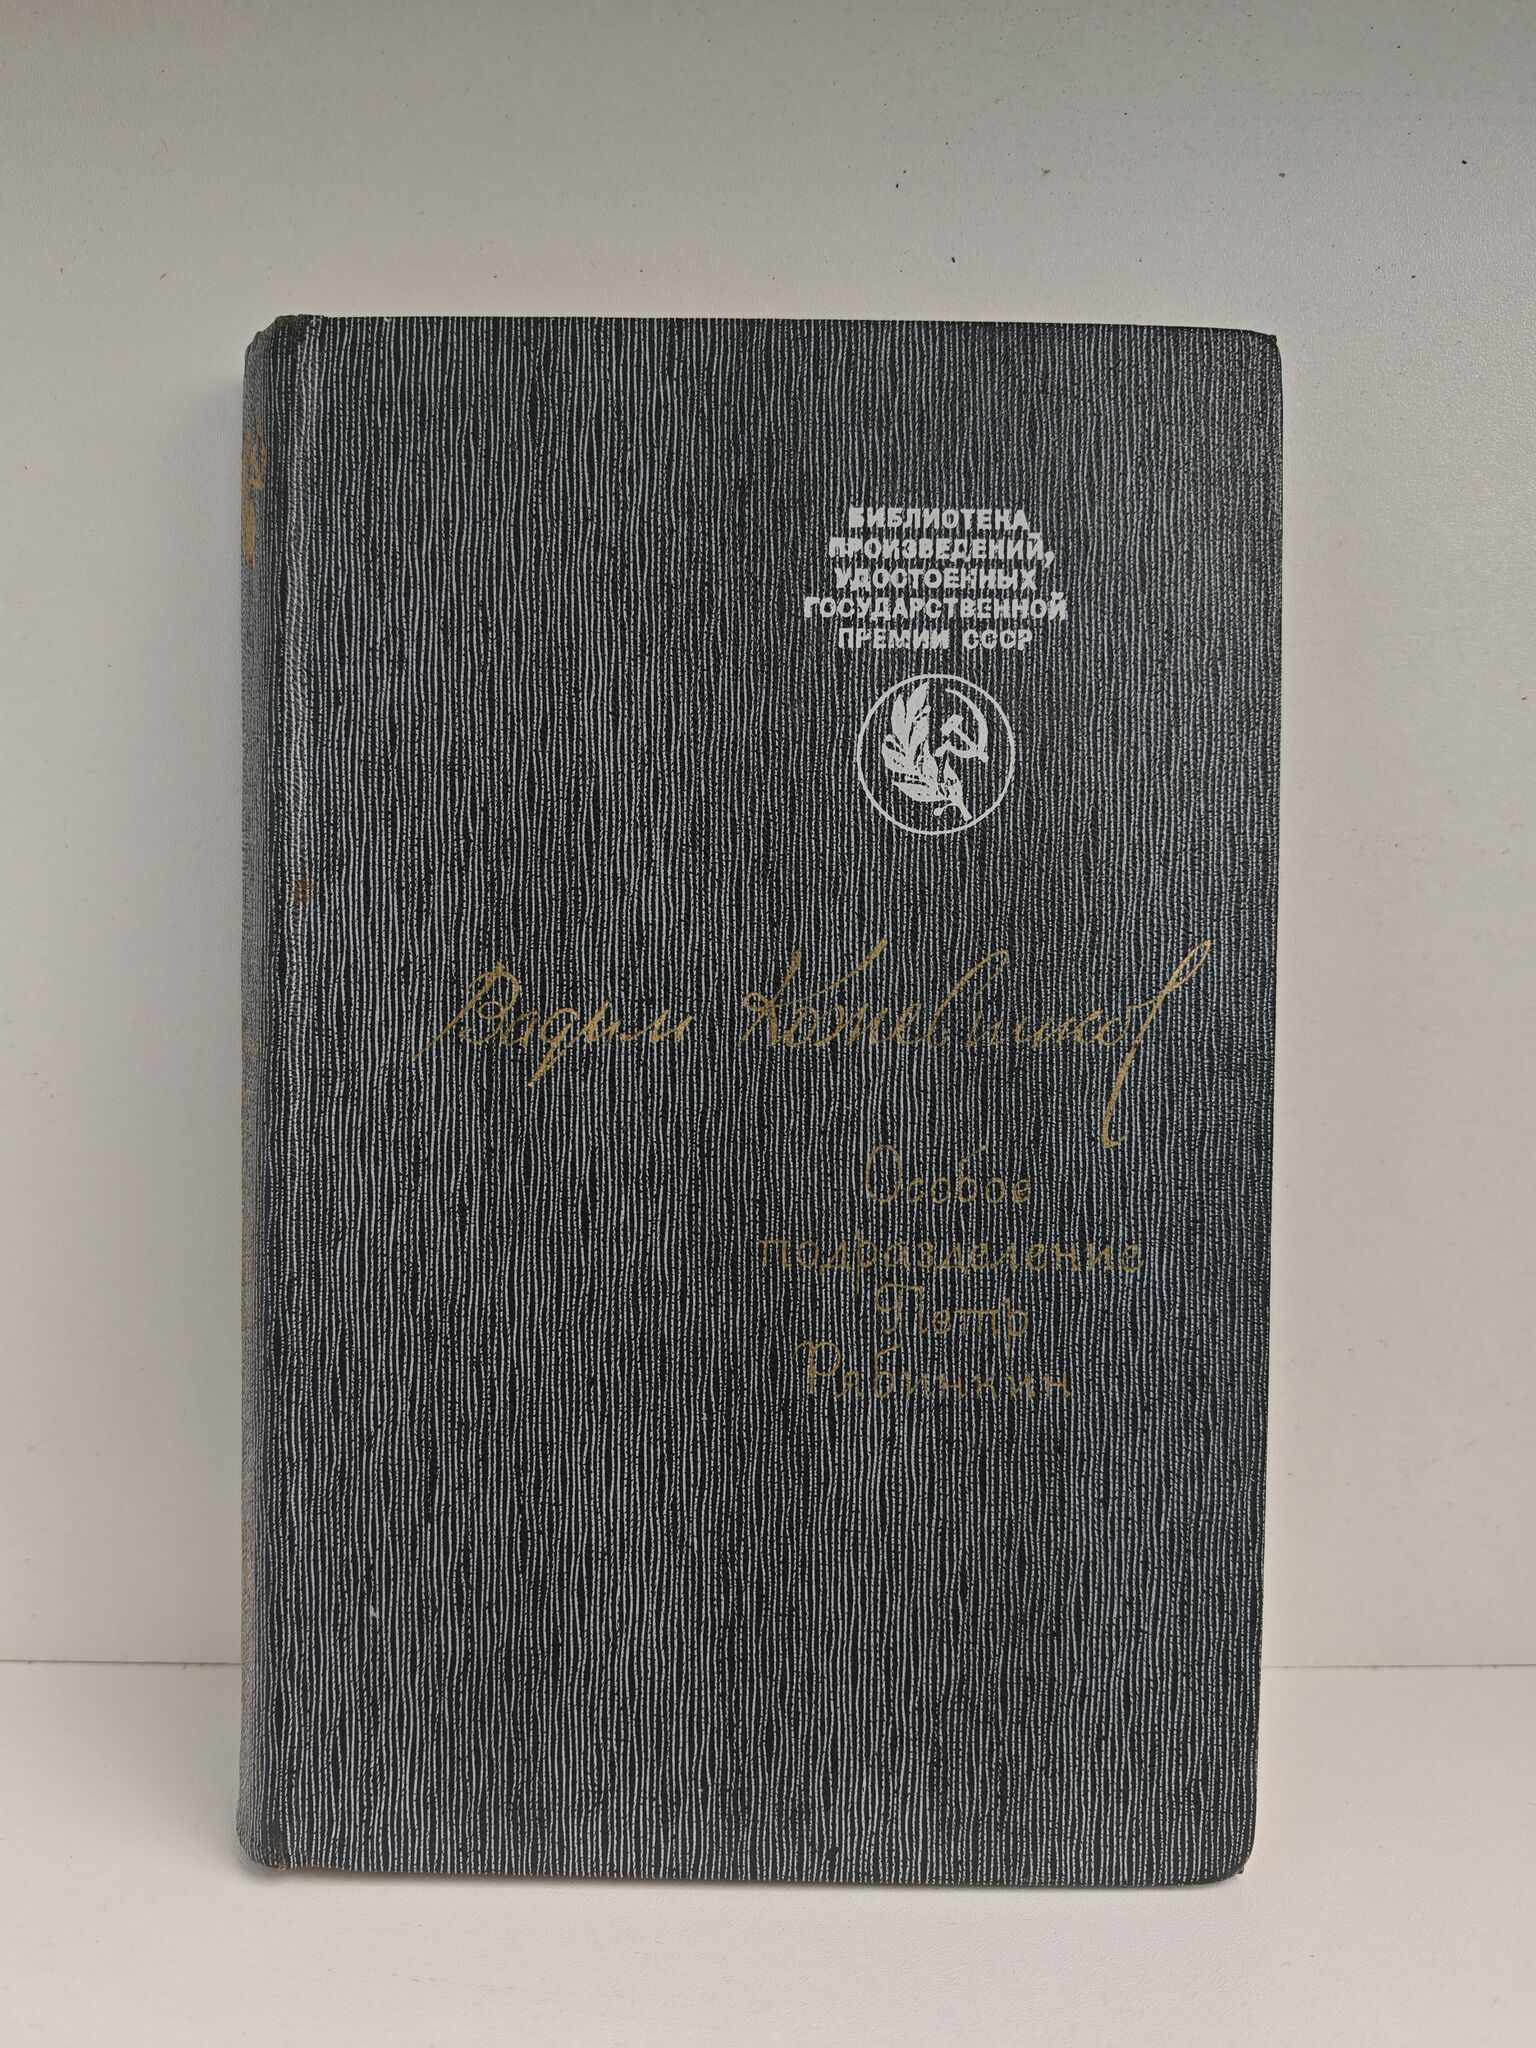 БИБЛИОТЕКА
ПРОИЗВЕДЕНИЙ,
УДОСТОЕННЫХ
ГОСУДАРСТВЕННОЙ
ПРЕМИИ СССР
Вадим Кожевников
Особое
подразделение
Петр
Рябинкин